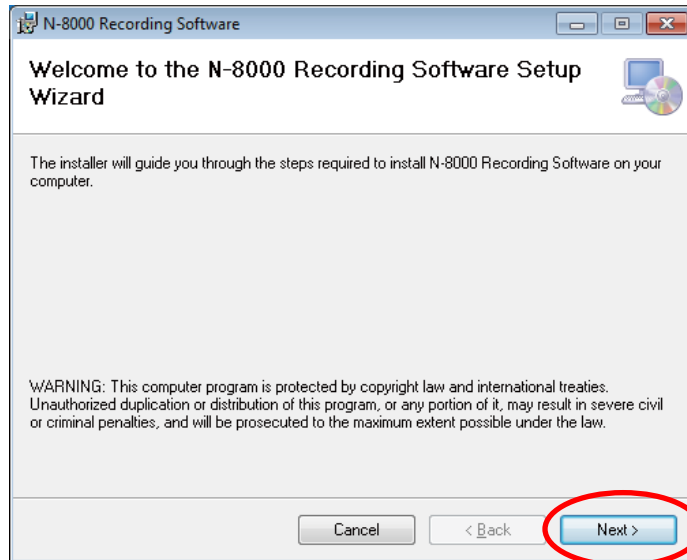 N-8000 Recording Software
Welcome to the N-8000 Recording Software Setup
Wizard
The installer will guide you through the steps required to install N-8000 Recording Software on your
computer.
WARNING: This computer program is protected by copyright law and international treaties.
Unauthorized duplication or distribution of this program, or any portion of it, may result in severe civil
or criminal penalties, and will be prosecuted to the maximum extent possible under the law.
Cancel < Back Next >